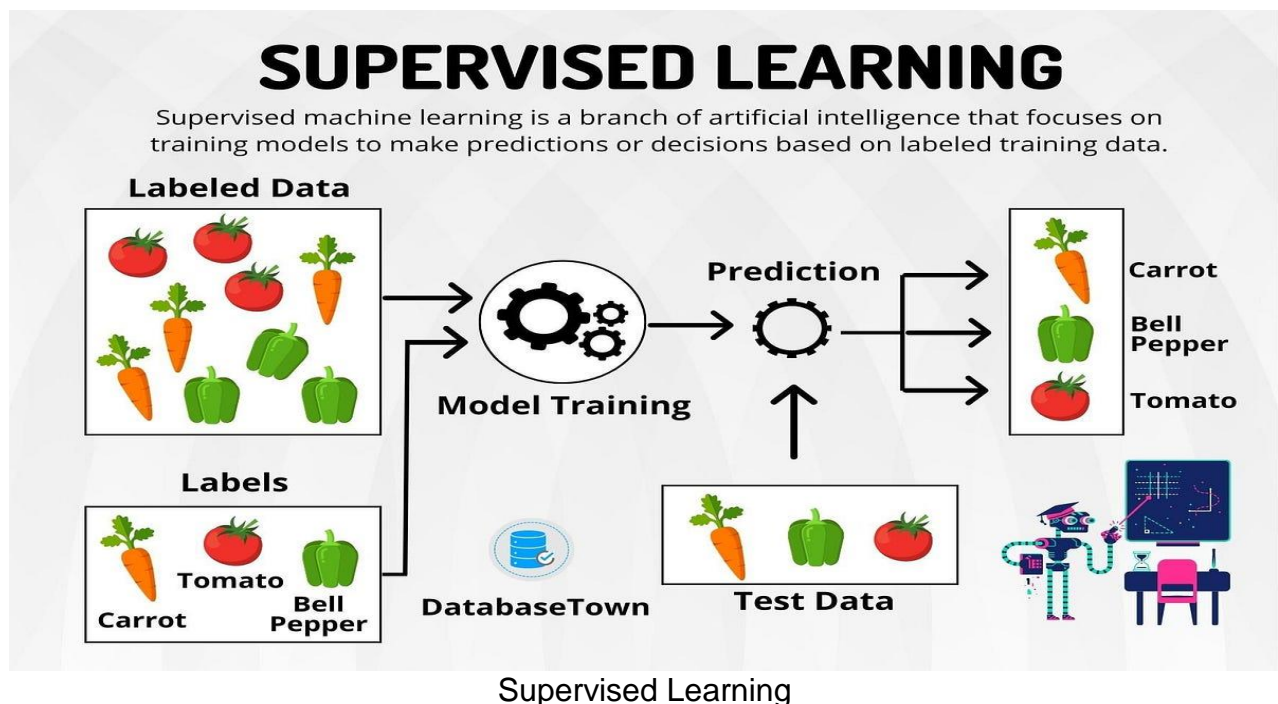 SUPERVISED LEARNING
Supervised machine learning is a branch of artificial intelligence that focuses on
training models to make predictions or decisions based on labeled training data.
Labeled Data
Model Training
Prediction
Carrot
Bell
Pepper
Tomato
Labels
Carrot
Tomato
Bell
Pepper
DatabaseTown
Test Data
Supervised Learning